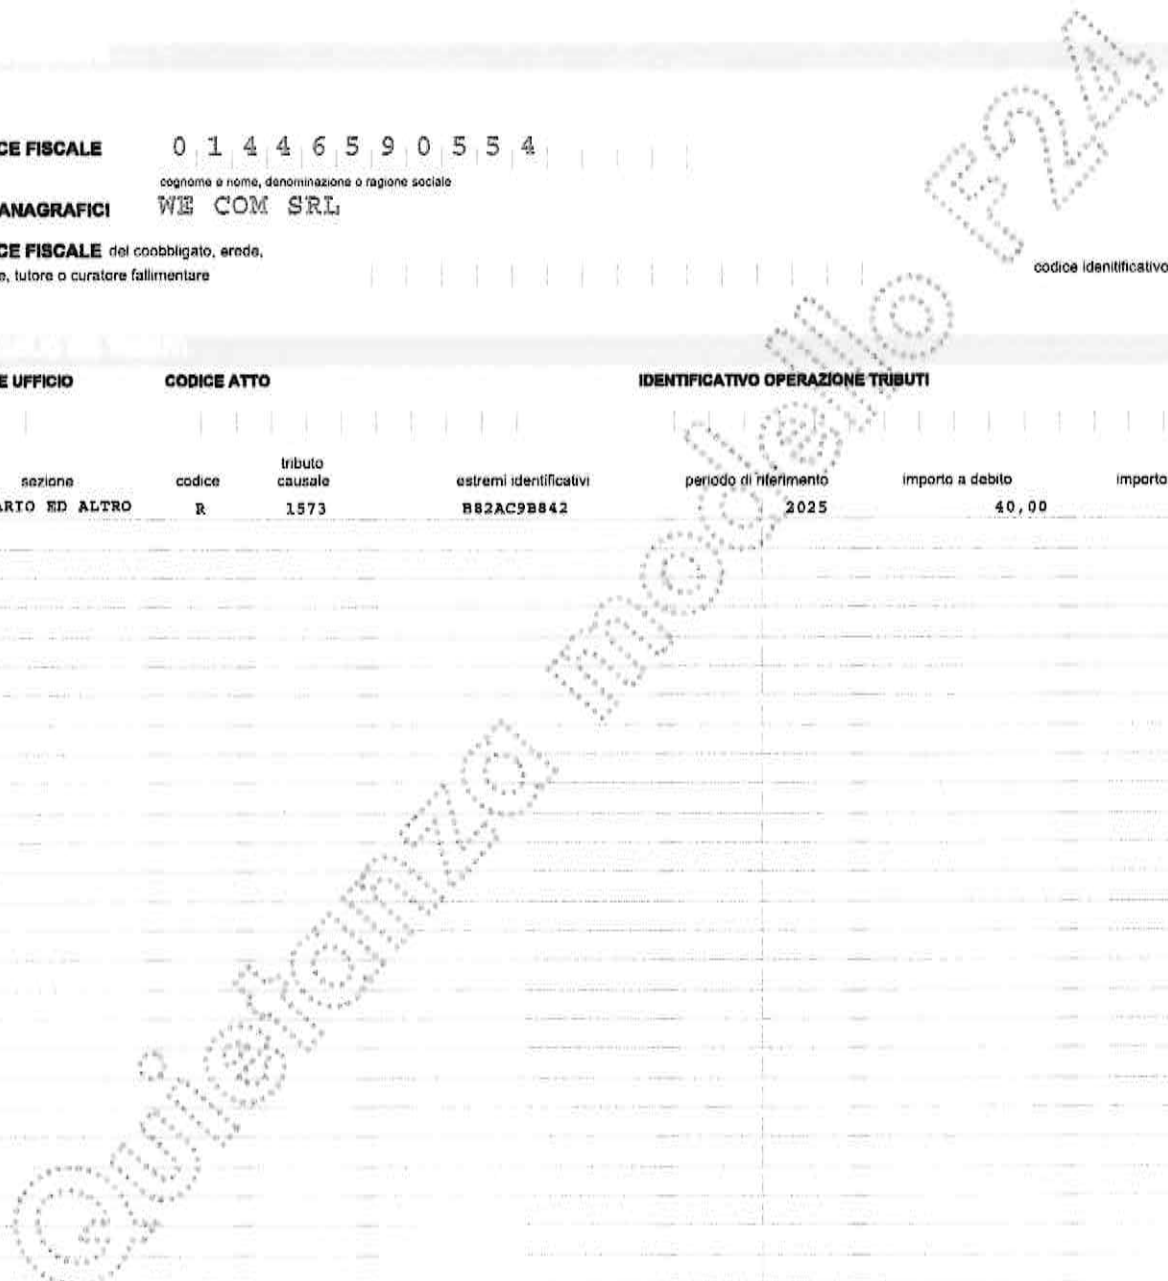 CE FISCALE 0 1 4 4 6 5 9 0 5 5 4
cognome e nome, denominazione o ragione sociale
ANAGRAFICI WE COM SRL
CE FISCALE del coobbligato, erede,
e, tutore o curatore fallimentare
codice idenitificativo
E UFFICIO CODICE ATTO IDENTIFICATIVO OPERAZIONE TRIBUTI
sezione codice tributo causale estremi identificativi periodo di riferimento importo a debito importo
ARIO ED ALTRO R 1573 B82AC9B842 2025 40,00
Quietanza modello F24